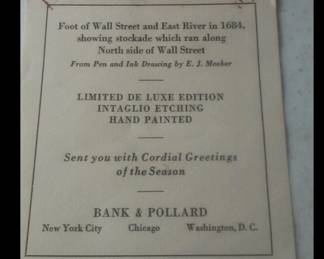 Foot of Wall Street and East River in 1684,
showing stockade which ran along
North side of Wall Street
From Pen and Ink Drawing by E. J. Meeker
LIMITED DE LUXE EDITION
INTAGLIO ETCHING
HAND PAINTED
Sent you with Cordial Greetings
of the Season
BANK & POLLARD
New York City Chicago Washington, D. C.